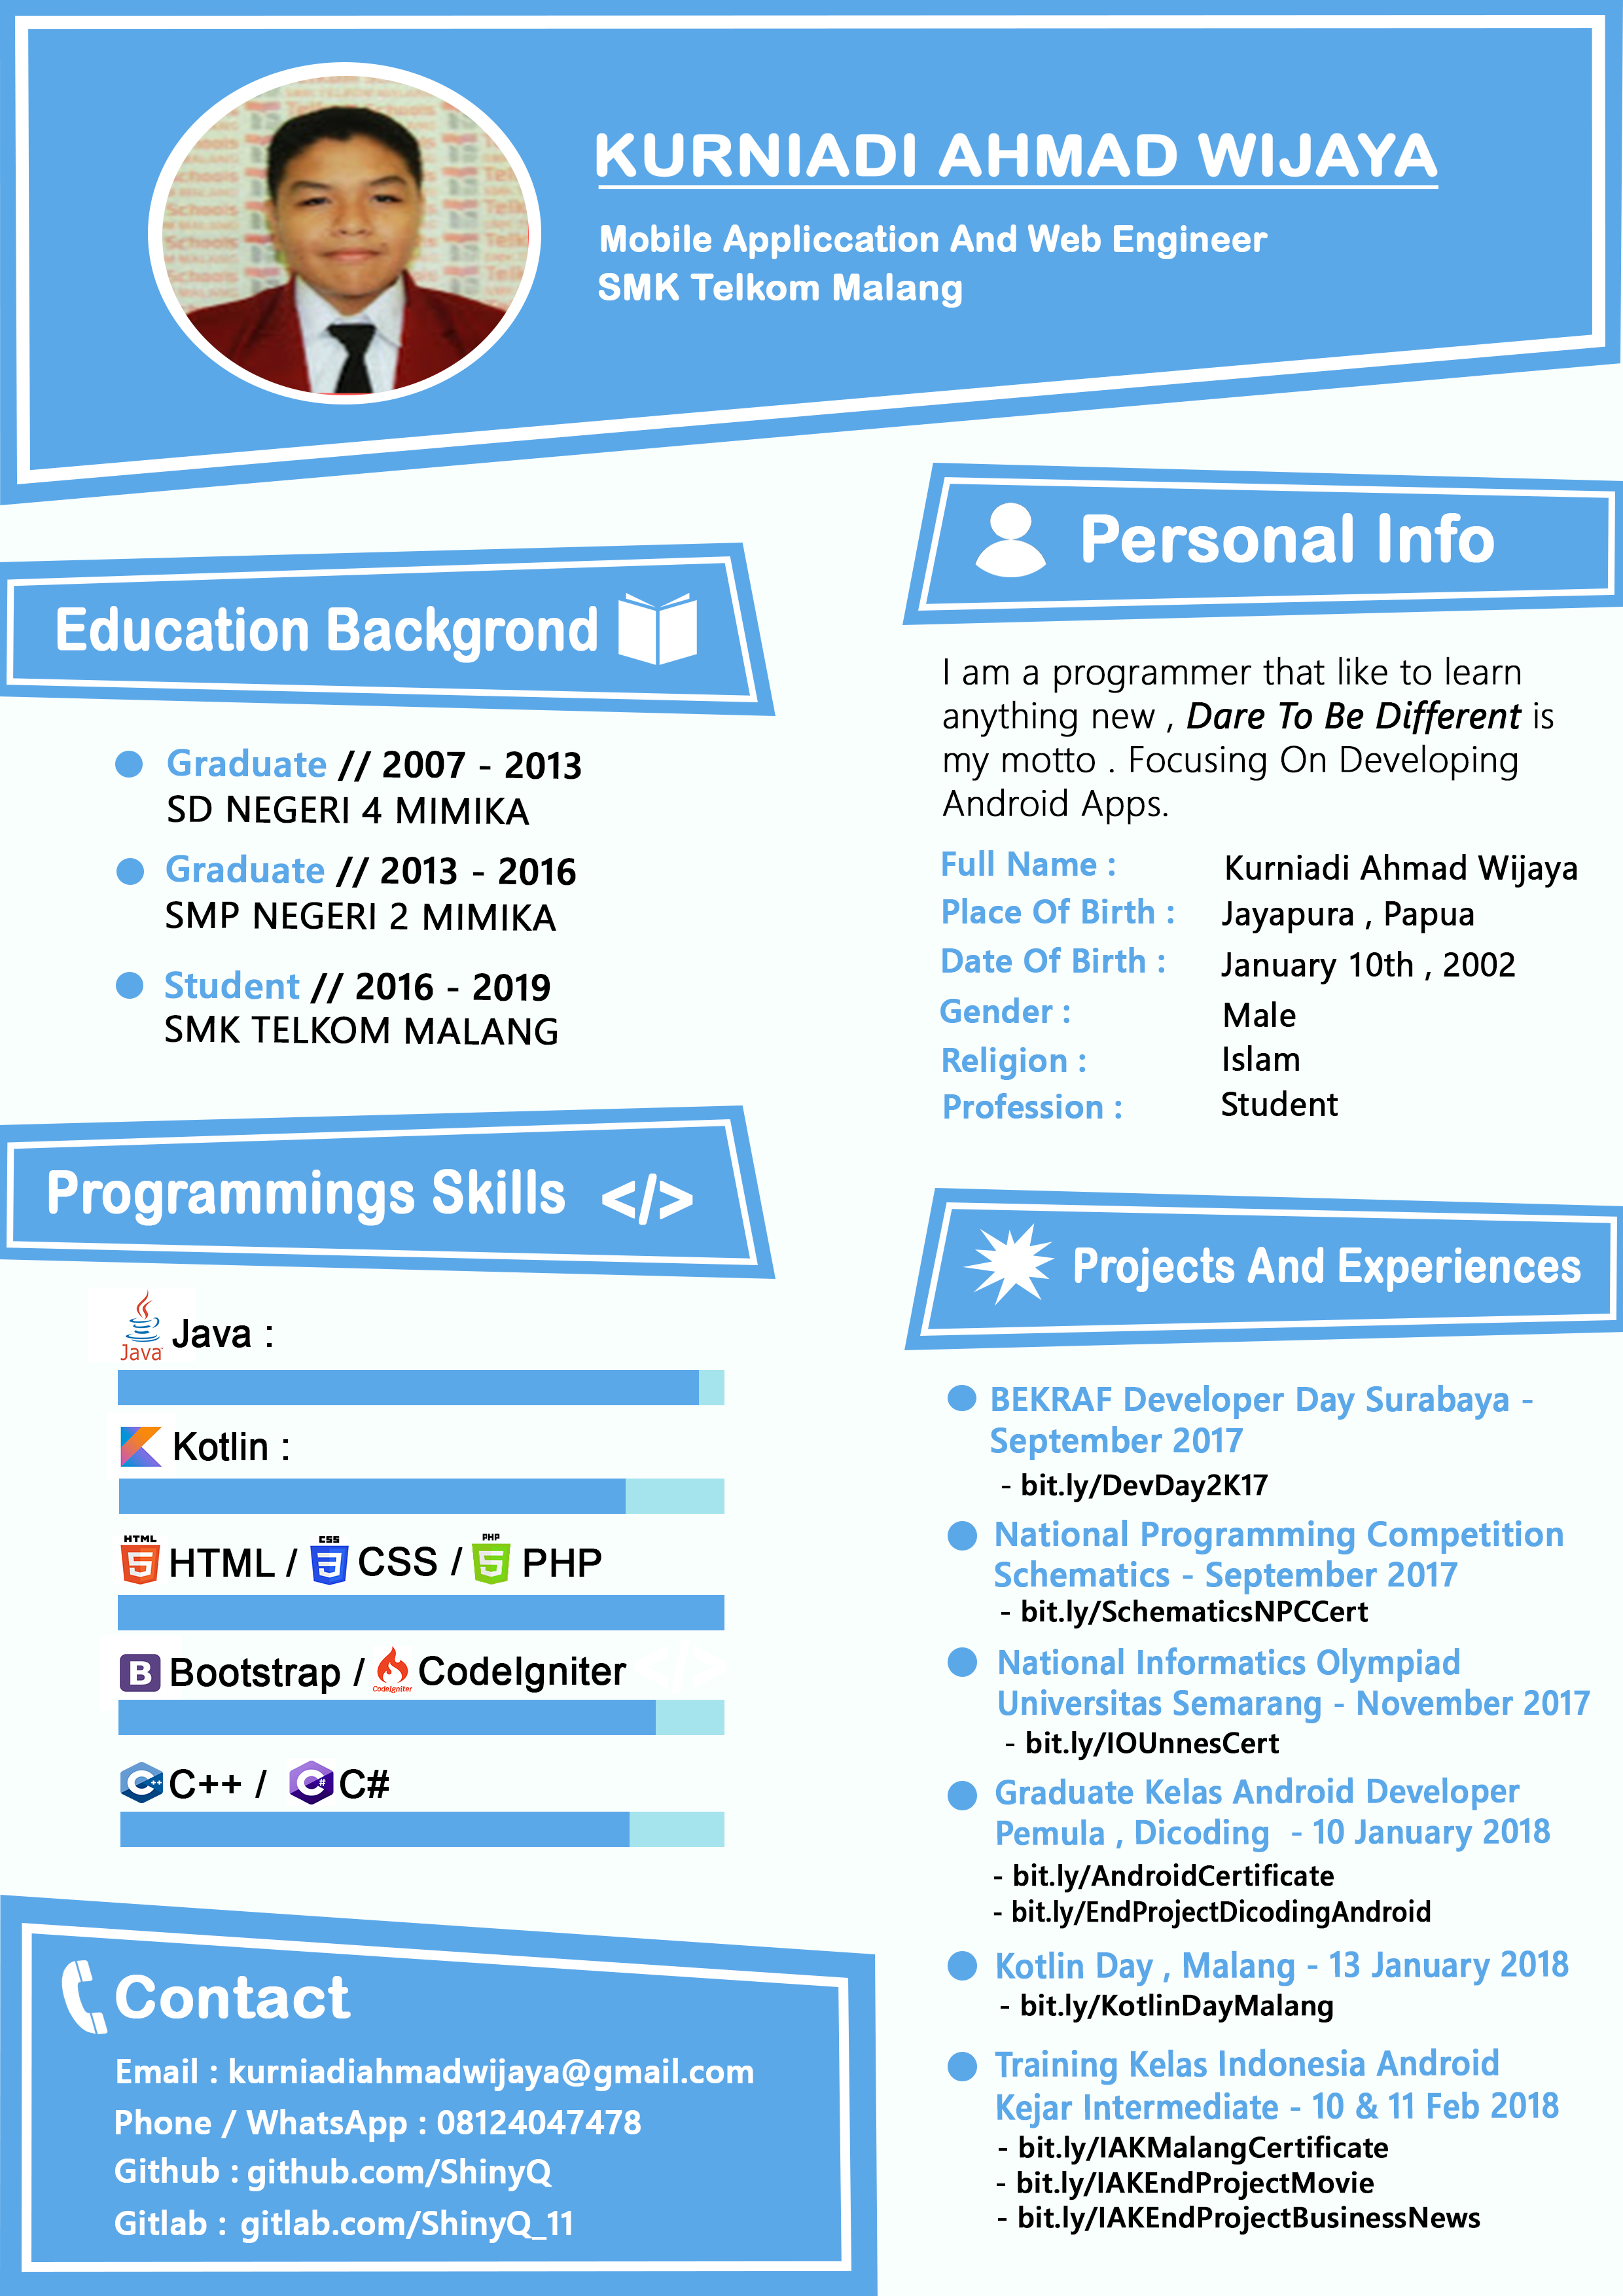 KURNIADI AHMAD WIJAYA
Mobile Appliccation And Web Engineer
SMK Telkom Malang
Education Backgrond
Graduate // 2007 - 2013
SD NEGERI 4 MIMIKA
Graduate // 2013 - 2016
SMP NEGERI 2 MIMIKA
Student // 2016 - 2019
SMK TELKOM MALANG
Programmings Skills </>
Java
Java :
Kotlin :
HTML CSS PHP
HTML / CSS / PHP
Bootstrap / CodeIgniter
CodeIgniter
C++ / C#
Contact
Email : kurniadiahmadwijaya@gmail.com
Phone / WhatsApp : 08124047478
Github : github.com/ShinyQ
Gitlab : gitlab.com/ShinyQ_11
Personal Info
I am a programmer that like to learn
anything new , Dare To Be Different is
my motto . Focusing On Developing
Android Apps.
Full Name : Kurniadi Ahmad Wijaya
Place Of Birth : Jayapura , Papua
Date Of Birth : January 10th , 2002
Gender : Male
Religion : Islam
Profession : Student
Projects And Experiences
BEKRAF Developer Day Surabaya -
September 2017
- bit.ly/DevDay2K17
National Programming Competition
Schematics - September 2017
- bit.ly/SchematicsNPCCert
National Informatics Olympiad
Universitas Semarang - November 2017
- bit.ly/IOUnnesCert
Graduate Kelas Android Developer
Pemula , Dicoding - 10 January 2018
- bit.ly/AndroidCertificate
- bit.ly/EndProjectDicodingAndroid
Kotlin Day , Malang - 13 January 2018
- bit.ly/KotlinDayMalang
Training Kelas Indonesia Android
Kejar Intermediate - 10 & 11 Feb 2018
- bit.ly/IAKMalangCertificate
- bit.ly/IAKEndProjectMovie
- bit.ly/IAKEndProjectBusinessNews